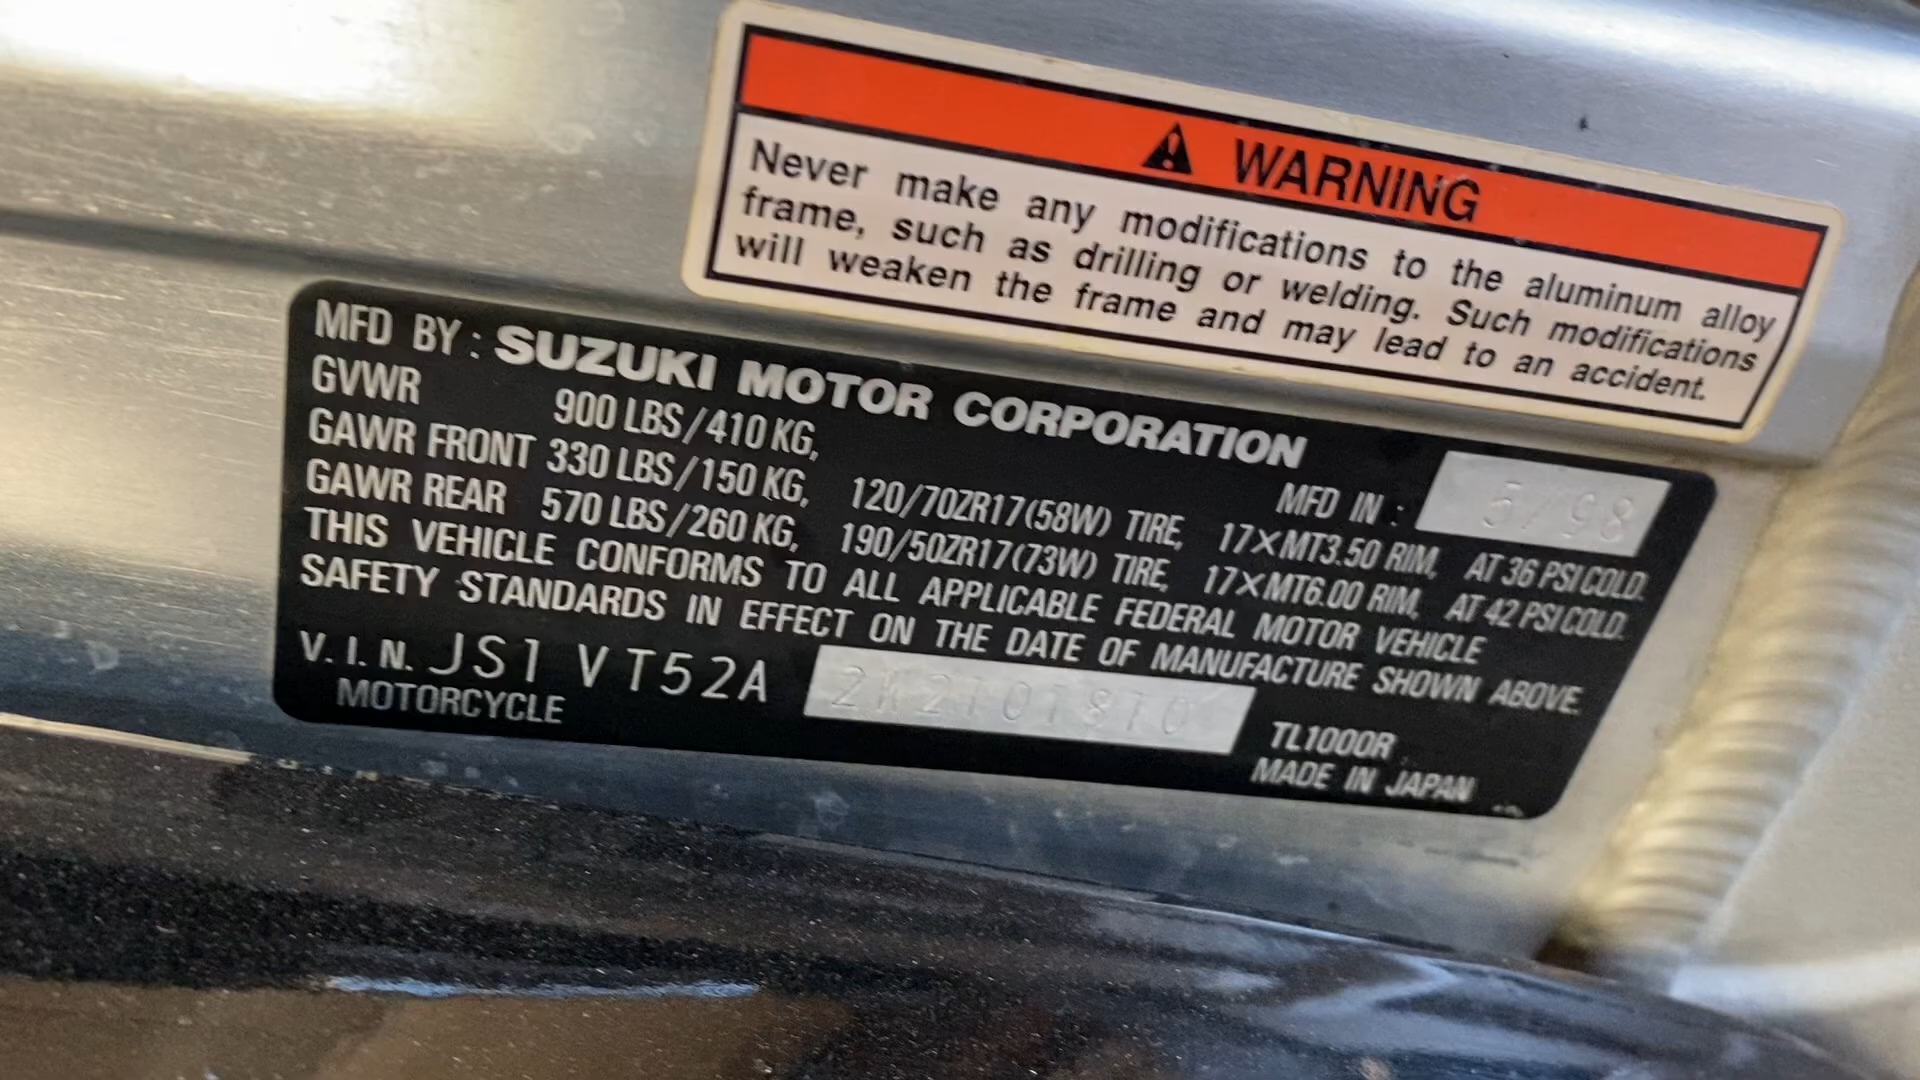 ⚠ WARNING
Never make any modifications to the aluminum alloy
frame, such as drilling or welding. Such modifications
will weaken the frame and may lead to an accident.
MFD BY : SUZUKI MOTOR CORPORATION
GVWR 900 LBS/410 KG, MFD IN : 5/98
GAWR FRONT 330 LBS/150 KG, 120/70ZR17(58W) TIRE, 17×MT3.50 RIM, AT 36 PSI COLD.
GAWR REAR 570 LBS/260 KG, 190/50ZR17(73W) TIRE, 17×MT6.00 RIM, AT 42 PSI COLD.
THIS VEHICLE CONFORMS TO ALL APPLICABLE FEDERAL MOTOR VEHICLE
SAFETY STANDARDS IN EFFECT ON THE DATE OF MANUFACTURE SHOWN ABOVE.
V.I.N. JS1 VT52A
MOTORCYCLE TL1000R
MADE IN JAPAN